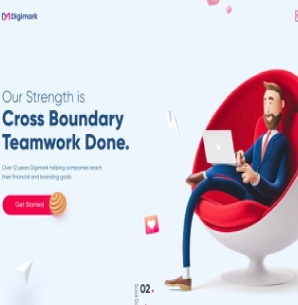 Digimark
Our Strength is
Cross Boundary
Teamwork Done.
Over 12 years Digimark helping companies reach
their financial and branding goals
Get Started
02